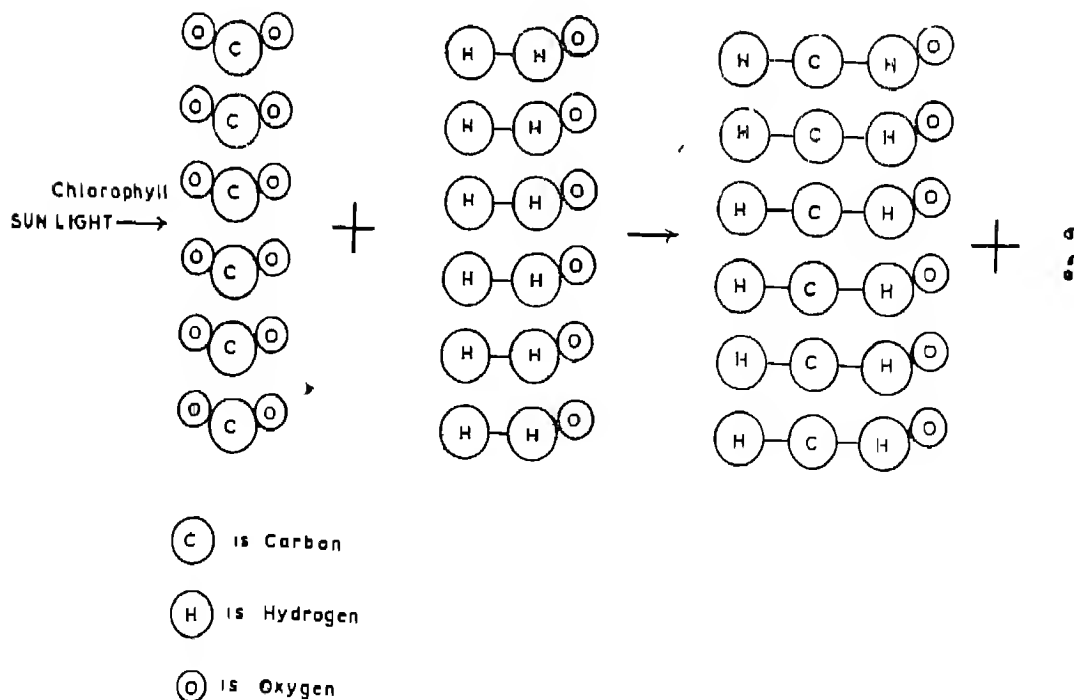 O C O H H O H C H O
O C O H H O H C H O
Chlorophyll O C O H H O H C H O
SUN LIGHT → + → +
O C O H H O H C H O
O C O H H O H C H O
O C O H H O H C H O
C is Carbon
H is Hydrogen
O is Oxygen